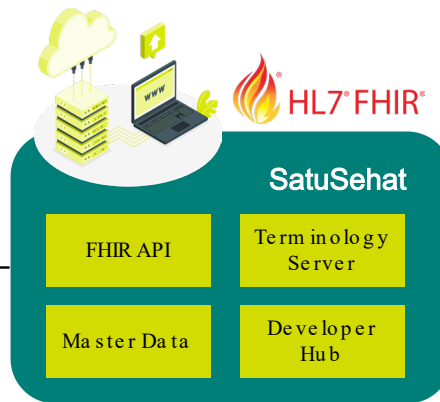 WWW
HL7® FHIR®
SatuSehat
FHIR API
Terminology
Server
Master Data
Developer
Hub